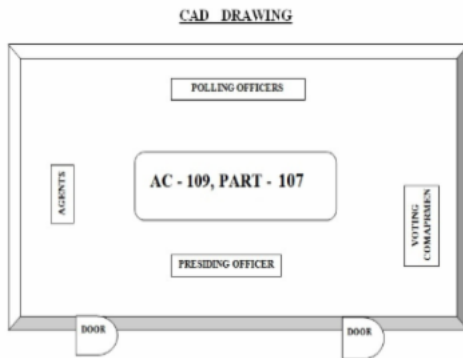 CAD DRAWING
POLLING OFFICERS
AGENTS
AC - 109, PART - 107
VOTING
COMAPRMEN
PRESIDING OFFICER
DOOR
DOOR